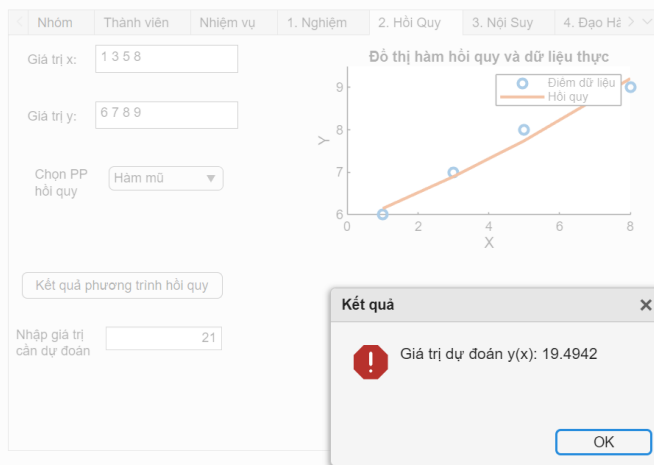 Nhóm Thành viên Nhiệm vụ 1. Nghiệm 2. Hồi Quy 3. Nội Suy 4. Đạo Hà
Giá trị x: 1 3 5 8
Giá trị y: 6 7 8 9
Chọn PP
hồi quy
Hàm mũ
Kết quả phương trình hồi quy
Nhập giá trị
cần dự đoán
21
Đồ thị hàm hồi quy và dữ liệu thực
Điểm dữ liệu
Hồi quy
9
8
7
6
Y
0 2 4 6 8
X
Kết quả
Giá trị dự đoán y(x): 19.4942
OK